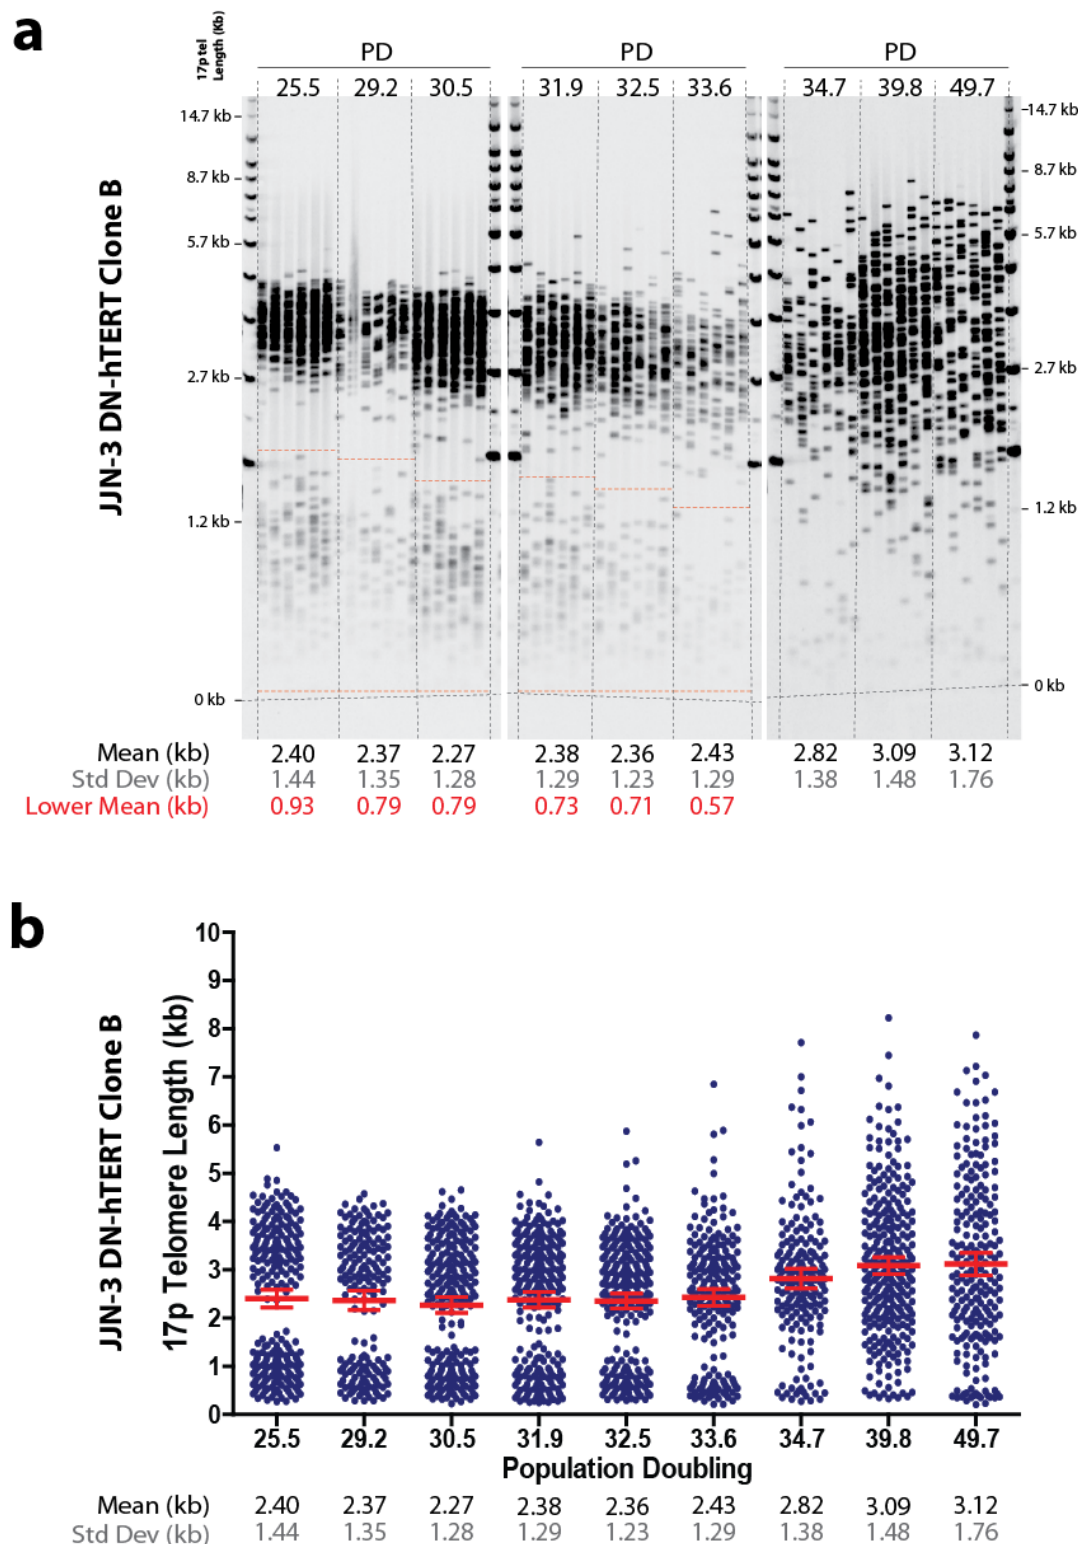 a
17p tel
Length (Kb)
PD PD PD
25.5 29.2 30.5 31.9 32.5 33.6 34.7 39.8 49.7
14.7 kb 14.7 kb
8.7 kb 8.7 kb
5.7 kb 5.7 kb
2.7 kb 2.7 kb
1.2 kb 1.2 kb
0 kb 0 kb
JJN-3 DN-hTERT Clone B
Mean (kb) 2.40 2.37 2.27 2.38 2.36 2.43 2.82 3.09 3.12
Std Dev (kb) 1.44 1.35 1.28 1.29 1.23 1.29 1.38 1.48 1.76
Lower Mean (kb) 0.93 0.79 0.79 0.73 0.71 0.57
b
JJN-3 DN-hTERT Clone B
17p Telomere Length (kb)
10
9
8
7
6
5
4
3
2
1
0
25.5 29.2 30.5 31.9 32.5 33.6 34.7 39.8 49.7
Population Doubling
Mean (kb) 2.40 2.37 2.27 2.38 2.36 2.43 2.82 3.09 3.12
Std Dev (kb) 1.44 1.35 1.28 1.29 1.23 1.29 1.38 1.48 1.76